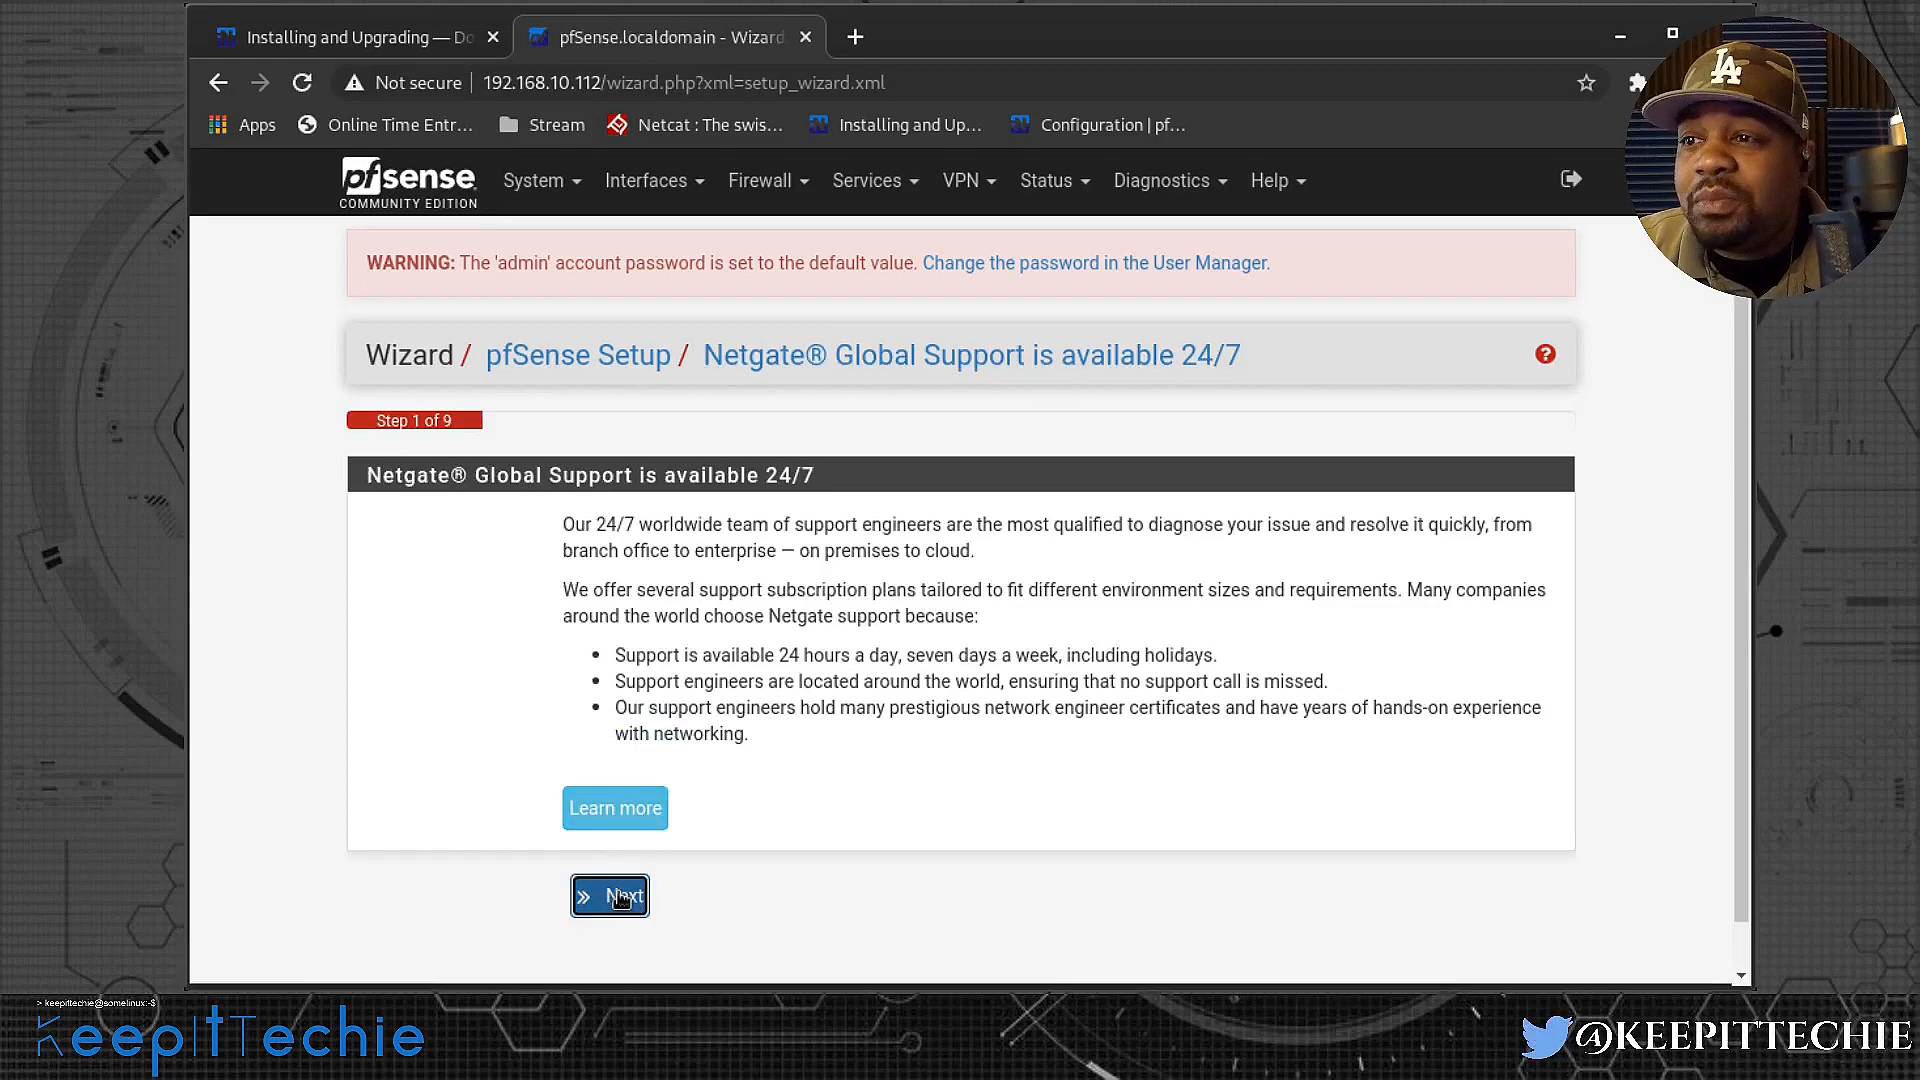 Installing and Upgrading — Do
pfSense.localdomain - Wizard
Not secure
192.168.10.112/wizard.php?xml=setup_wizard.xml
Apps
Online Time Entr...
Stream
Netcat : The swis...
Installing and Up...
Configuration | pf...
pfsense
COMMUNITY EDITION
System
Interfaces
Firewall
Services
VPN
Status
Diagnostics
Help
LA
WARNING: The 'admin' account password is set to the default value. Change the password in the User Manager.
Wizard / pfSense Setup / Netgate® Global Support is available 24/7
Step 1 of 9
Netgate® Global Support is available 24/7
Our 24/7 worldwide team of support engineers are the most qualified to diagnose your issue and resolve it quickly, from
branch office to enterprise — on premises to cloud.
We offer several support subscription plans tailored to fit different environment sizes and requirements. Many companies
around the world choose Netgate support because:
• Support is available 24 hours a day, seven days a week, including holidays.
• Support engineers are located around the world, ensuring that no support call is missed.
• Our support engineers hold many prestigious network engineer certificates and have years of hands-on experience
with networking.
Learn more
» Next
> keepittechie@somelinux:~$
KeepItTechie
@KEEPITTECHIE